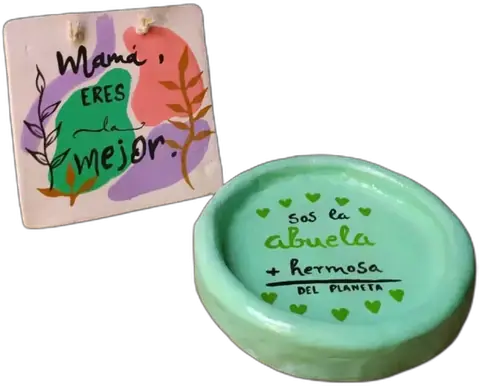 Mamá,
ERES
la
mejor.
sos la
abuela
+ hermosa
DEL PLANETA